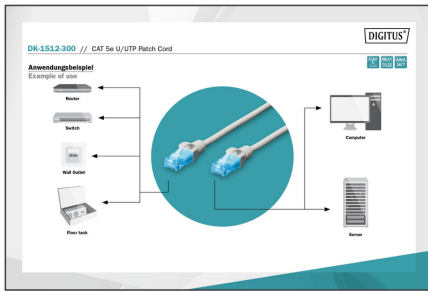 DIGITUS®
DK-1512-300 // CAT 5e U/UTP Patch Cord
Anwendungsbeispiel
Example of use
Router
Switch
Wall Outlet
Floor tank
Computer
Server